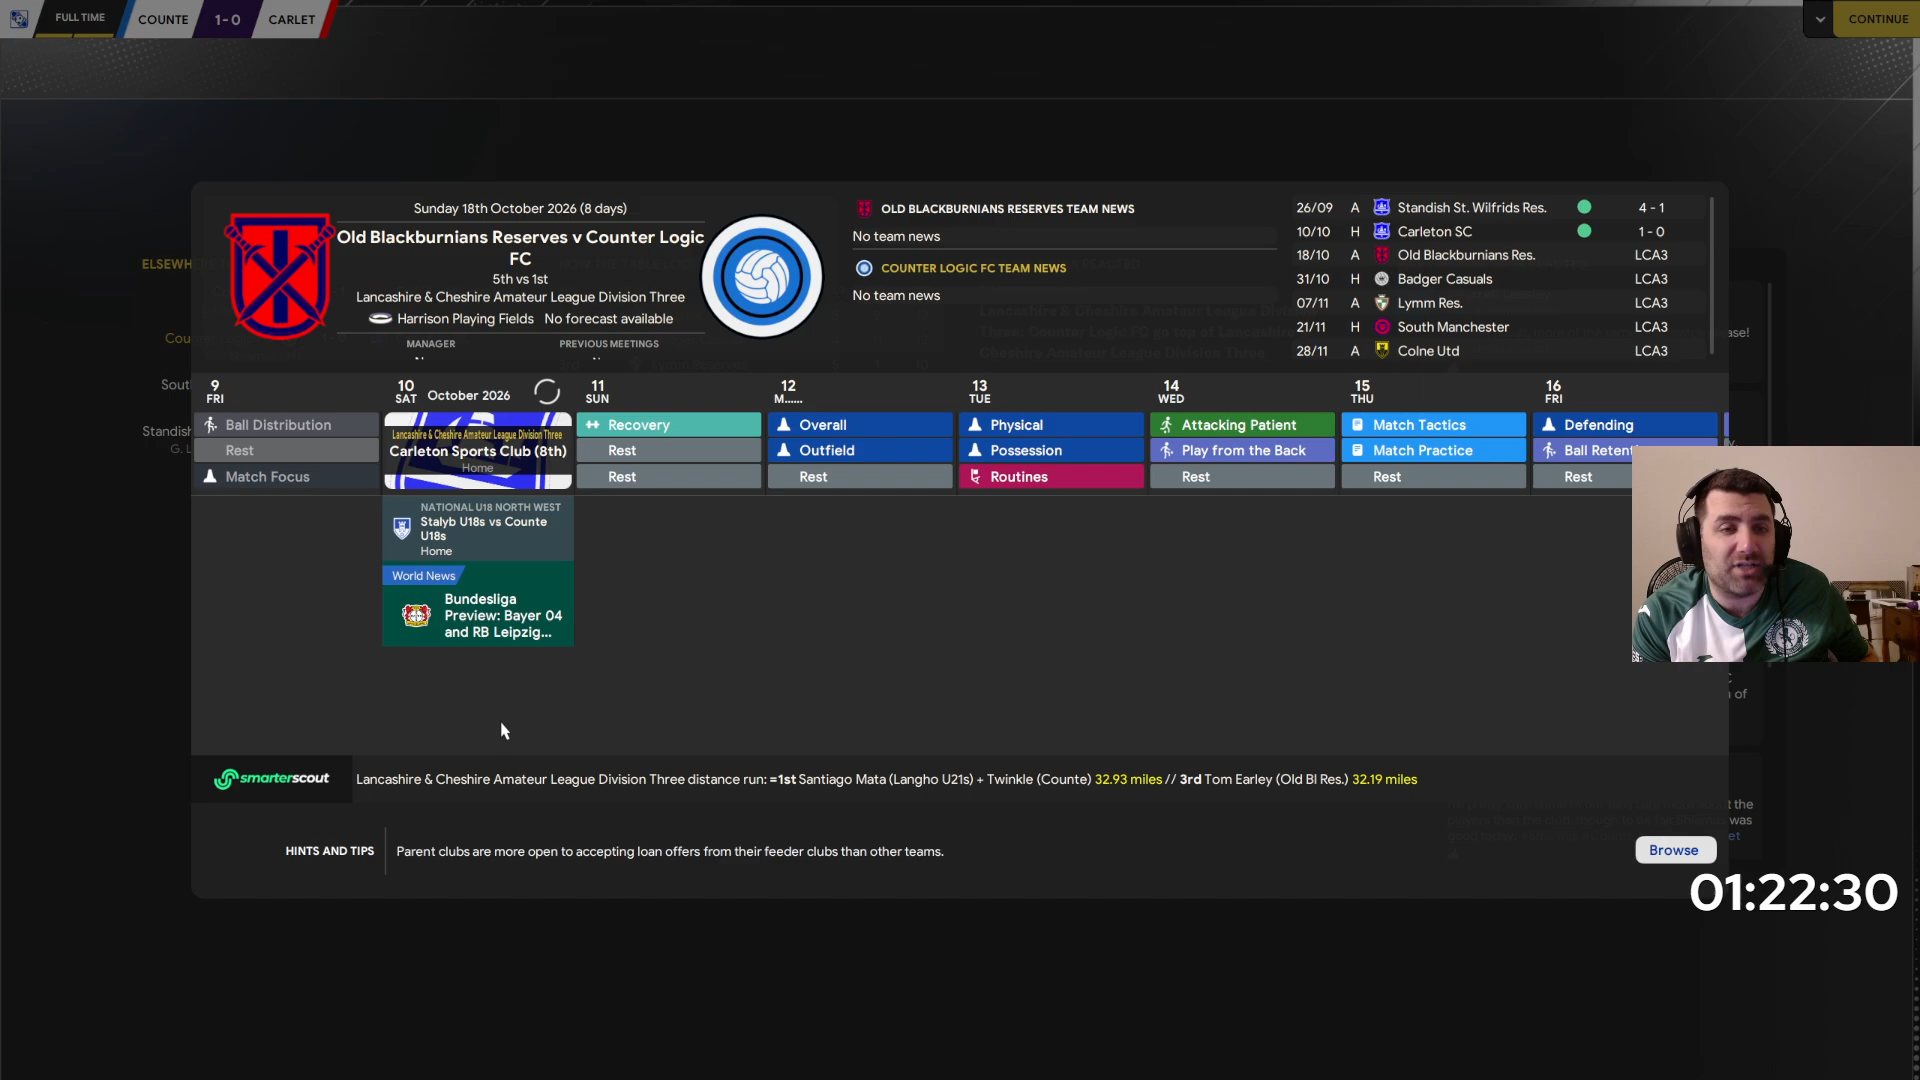 FULL TIME
COUNTE
1 - 0
CARLET
CONTINUE
Sunday 18th October 2026 (8 days)
Old Blackburnians Reserves v Counter Logic
FC
5th vs 1st
Lancashire & Cheshire Amateur League Division Three
Harrison Playing Fields No forecast available
MANAGER
PREVIOUS MEETINGS
OLD BLACKBURNIANS RESERVES TEAM NEWS
No team news
COUNTER LOGIC FC TEAM NEWS
No team news
26/09 A Standish St. Wilfrids Res. 4 - 1
10/10 H Carleton SC 1 - 0
18/10 A Old Blackburnians Res. LCA3
31/10 H Badger Casuals LCA3
07/11 A Lymm Res. LCA3
21/11 H South Manchester LCA3
28/11 A Colne Utd LCA3
ELSEWH
Cou
Sout
Standish
G. L
9
FRI
Ball Distribution
Rest
Match Focus
10
SAT
October 2026
Lancashire & Cheshire Amateur League Division Three
Carleton Sports Club (8th)
Home
NATIONAL U18 NORTH WEST
Stalyb U18s vs Counte
U18s
Home
World News
Bundesliga
Preview: Bayer 04
and RB Leipzig...
11
SUN
Recovery
Rest
Rest
12
M......
Overall
Outfield
Rest
13
TUE
Physical
Possession
Routines
14
WED
Attacking Patient
Play from the Back
Rest
15
THU
Match Tactics
Match Practice
Rest
16
FRI
Defending
Ball Retent
Rest
smarterscout
Lancashire & Cheshire Amateur League Division Three distance run: =1st Santiago Mata (Langho U21s) + Twinkle (Counte) 32.93 miles // 3rd Tom Earley (Old Bl Res.) 32.19 miles
HINTS AND TIPS
Parent clubs are more open to accepting loan offers from their feeder clubs than other teams.
Browse
01:22:30